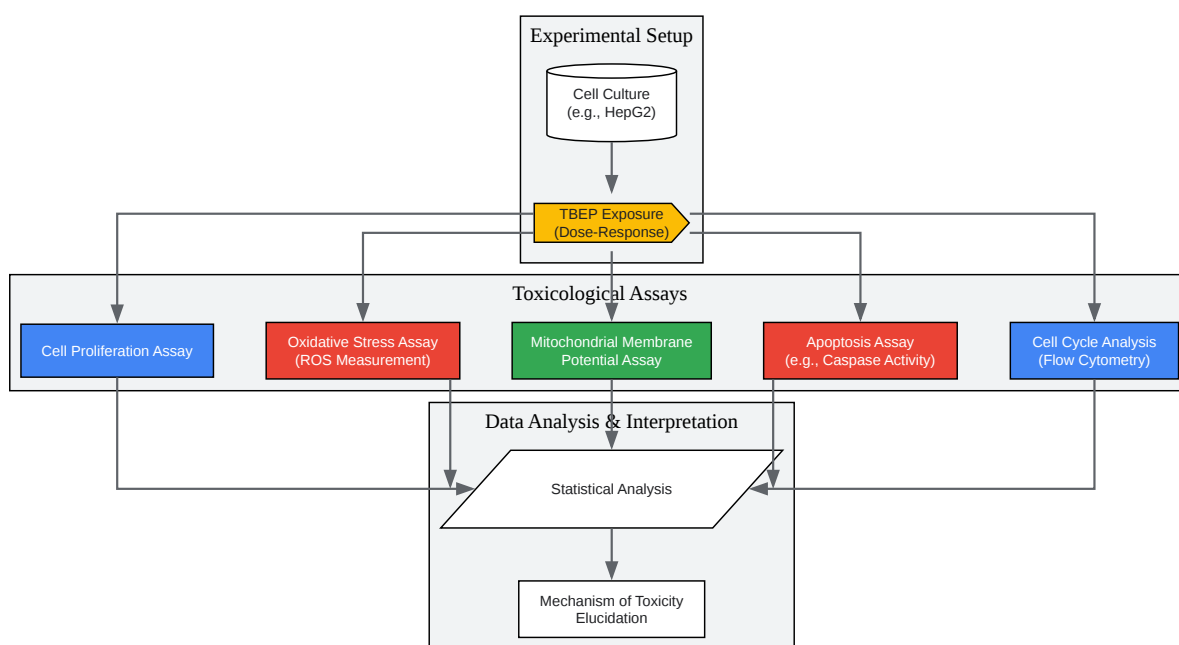 Experimental Setup
Cell Culture
(e.g., HepG2)
TBEP Exposure
(Dose-Response)
Toxicological Assays
Cell Proliferation Assay
Oxidative Stress Assay
(ROS Measurement)
Mitochondrial Membrane
Potential Assay
Apoptosis Assay
(e.g., Caspase Activity)
Cell Cycle Analysis
(Flow Cytometry)
Data Analysis & Interpretation
Statistical Analysis
Mechanism of Toxicity
Elucidation